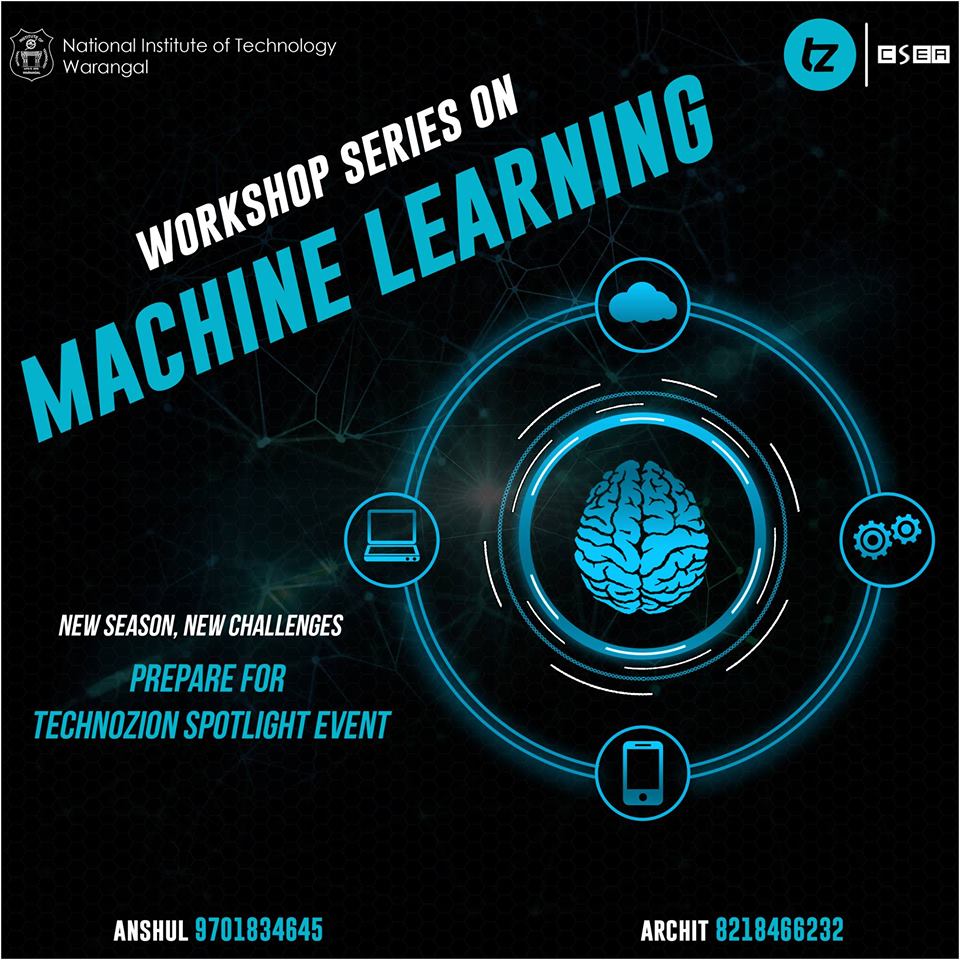 National Institute of Technology
Warangal
tz
CSEA
WORKSHOP SERIES ON
MACHINE LEARNING
NEW SEASON, NEW CHALLENGES
PREPARE FOR
TECHNOZION SPOTLIGHT EVENT
ANSHUL 9701834645
ARCHIT 8218466232